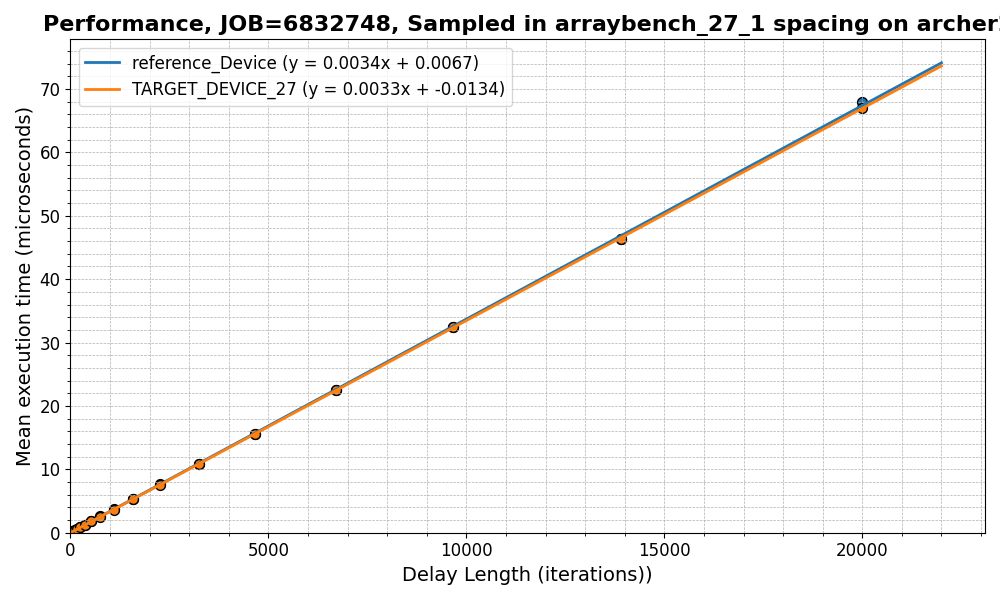 Performance, JOB=6832748, Sampled in arraybench_27_1 spacing on archer
reference_Device (y = 0.0034x + 0.0067)
TARGET_DEVICE_27 (y = 0.0033x + -0.0134)
Mean execution time (microseconds)
70
60
50
40
30
20
10
0
0 5000 10000 15000 20000
Delay Length (iterations))